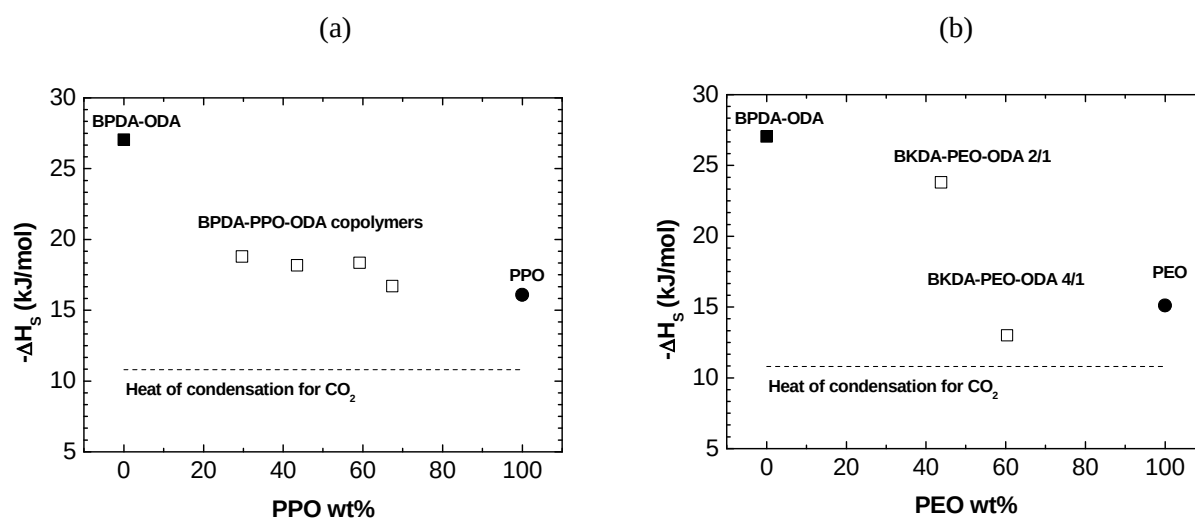 (a)
30
25
20
15
10
5
-ΔHS (kJ/mol)
BPDA-ODA
BPDA-PPO-ODA copolymers
PPO
Heat of condensation for CO2
0 20 40 60 80 100
PPO wt%
(b)
30
25
20
15
10
5
-ΔHS (kJ/mol)
BPDA-ODA
BKDA-PEO-ODA 2/1
BKDA-PEO-ODA 4/1
PEO
Heat of condensation for CO2
0 20 40 60 80 100
PEO wt%